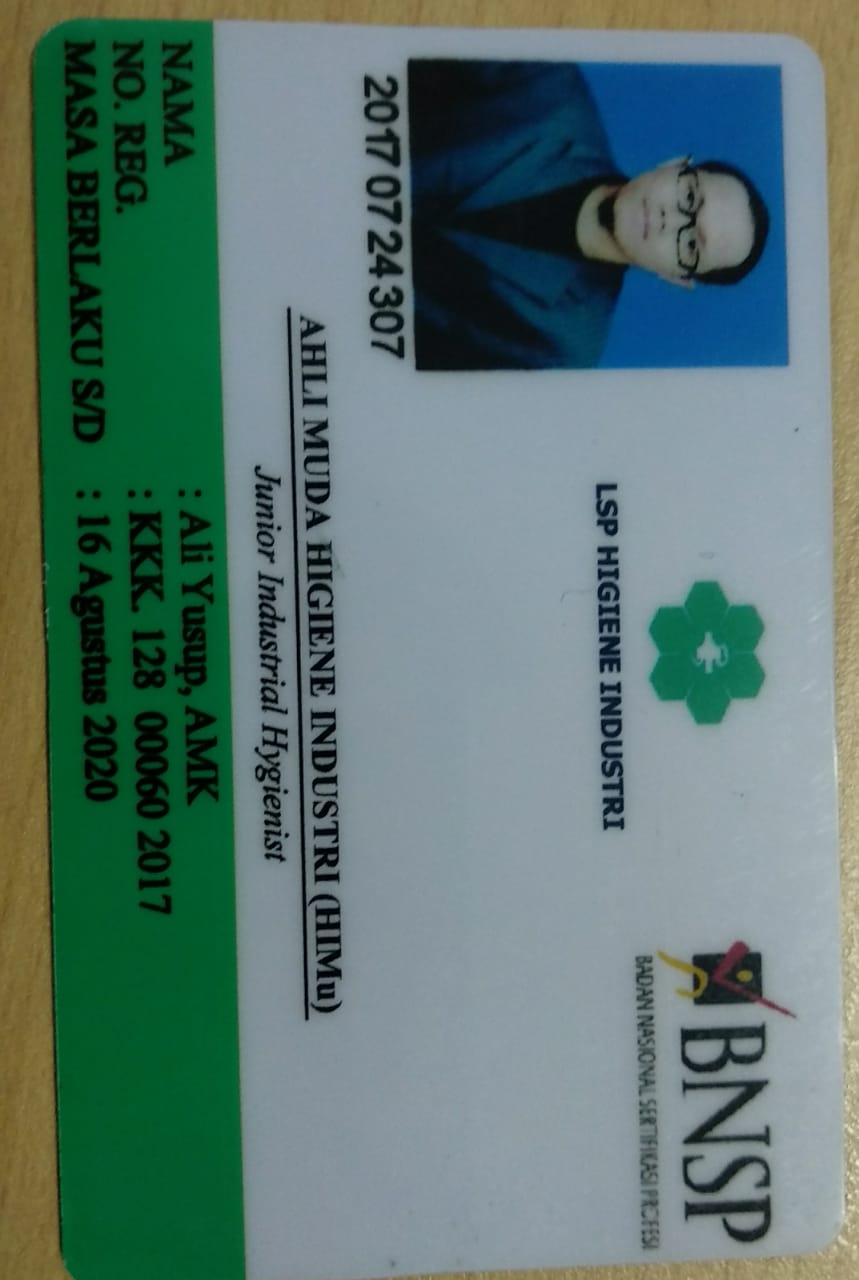 LSP HIGIENE INDUSTRI
BNSP
BADAN NASIONAL SERTIFIKASI PROFESI
2017 07 24 307
AHLI MUDA HIGIENE INDUSTRI (HIMu)
Junior Industrial Hygienist
NAMA : Ali Yusup, AMK
NO. REG. : KKK. 128 00060 2017
MASA BERLAKU S/D : 16 Agustus 2020